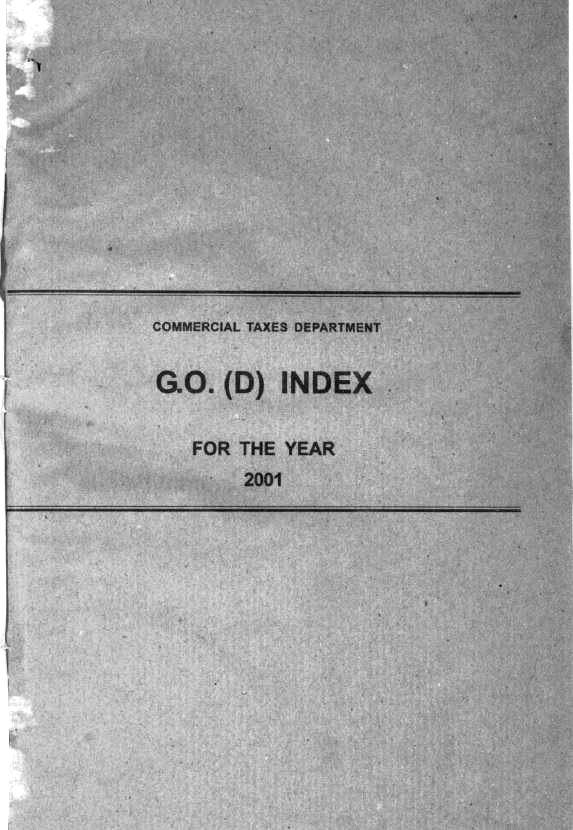 COMMERCIAL TAXES DEPARTMENT
G.O. (D) INDEX
FOR THE YEAR
2001